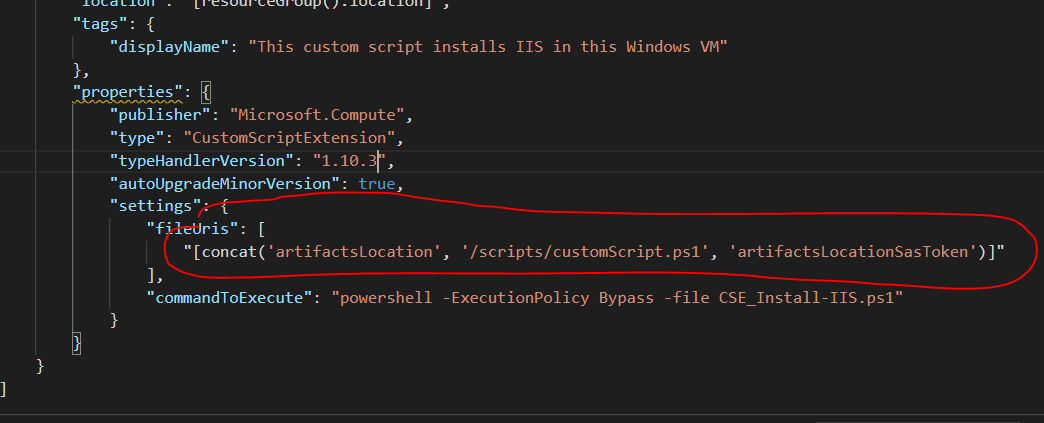 "location": "[resourceGroup().location]",
"tags": {
"displayName": "This custom script installs IIS in this Windows VM"
},
"properties": {
"publisher": "Microsoft.Compute",
"type": "CustomScriptExtension",
"typeHandlerVersion": "1.10.3",
"autoUpgradeMinorVersion": true,
"settings": {
"fileUris": [
"[concat('artifactsLocation', '/scripts/customScript.ps1', 'artifactsLocationSasToken')]"
],
"commandToExecute": "powershell -ExecutionPolicy Bypass -file CSE_Install-IIS.ps1"
}
}
}
]